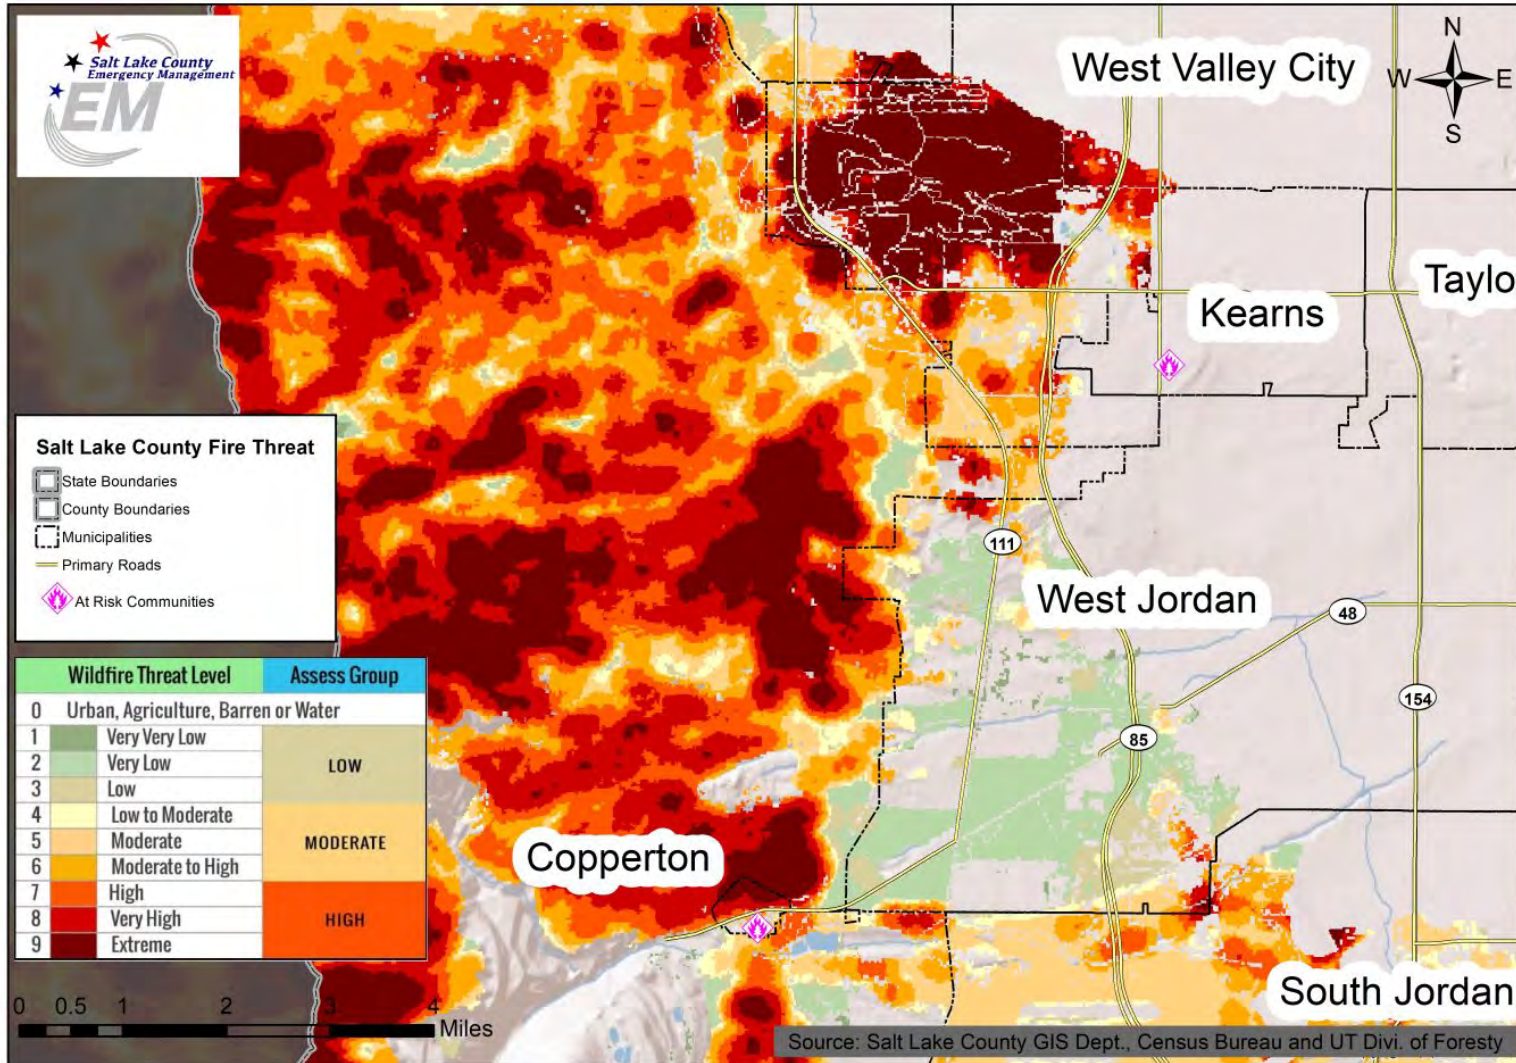 Salt Lake County
Emergency Management
EM
West Valley City
N
W
E
S
Kearns
Taylo
Salt Lake County Fire Threat
State Boundaries
County Boundaries
Municipalities
Primary Roads
At Risk Communities
111
West Jordan
48
154
85
Wildfire Threat Level Assess Group
0 Urban, Agriculture, Barren or Water
1 Very Very Low
2 Very Low
LOW
3 Low
4 Low to Moderate
5 Moderate
MODERATE
6 Moderate to High
7 High
8 Very High
HIGH
9 Extreme
Copperton
South Jordan
0 0.5 1 2 3 4
Miles
Source: Salt Lake County GIS Dept., Census Bureau and UT Divi. of Foresty